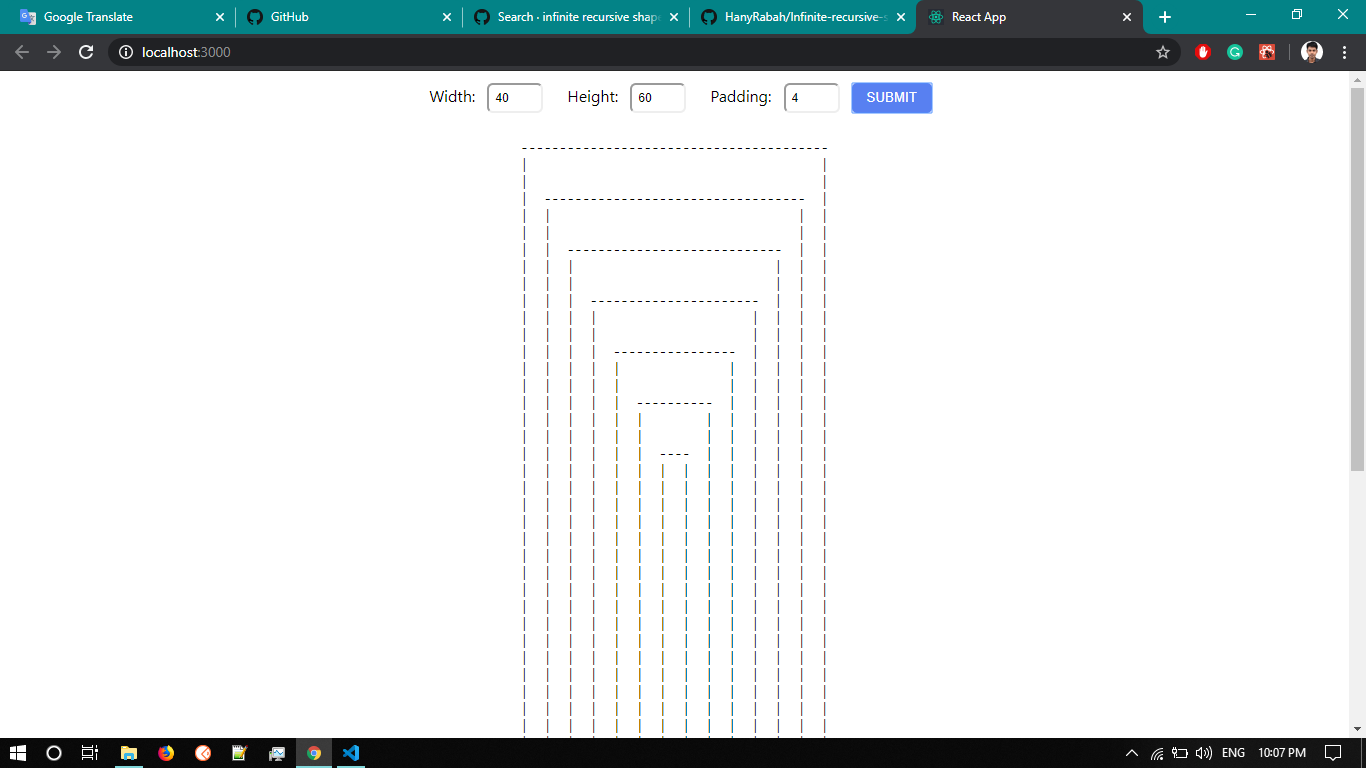 Google Translate
GitHub
Search · infinite recursive shape
HanyRabah/Infinite-recursive-s
React App
localhost:3000
Width: 40 Height: 60 Padding: 4 SUBMIT
ENG 10:07 PM